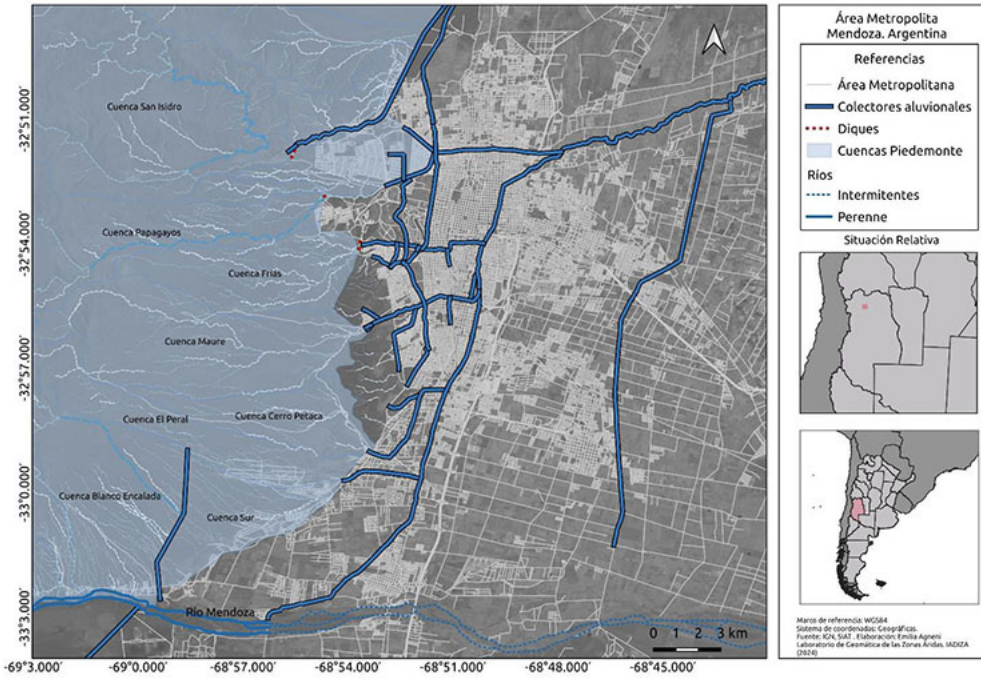 Cuenca San Isidro
Cuenca Papagayos
Cuenca Frías
Cuenca Maure
Cuenca El Peral
Cuenca Cerro Petaca
Cuenca Blanco Encalada
Cuenca Sur
Río Mendoza
0 1 2 3 km
-32°51.000'
-32°54.000'
-32°57.000'
-33°0.000'
-33°3.000'
-69°3.000'
-69°0.000'
-68°57.000'
-68°54.000'
-68°51.000'
-68°48.000'
-68°45.000'
Área Metropolita
Mendoza. Argentina
Referencias
Área Metropolitana
Colectores aluvionales
Diques
Cuencas Piedemonte
Ríos
Intermitentes
Perenne
Situación Relativa
Marco de referencia: WGS84
Sistema de coordenadas: Geográficas.
Fuente: IGN, SIAT. Elaboración: Emilia Agneni
Laboratorio de Geomática de las Zonas Áridas. IADIZA
(2024)